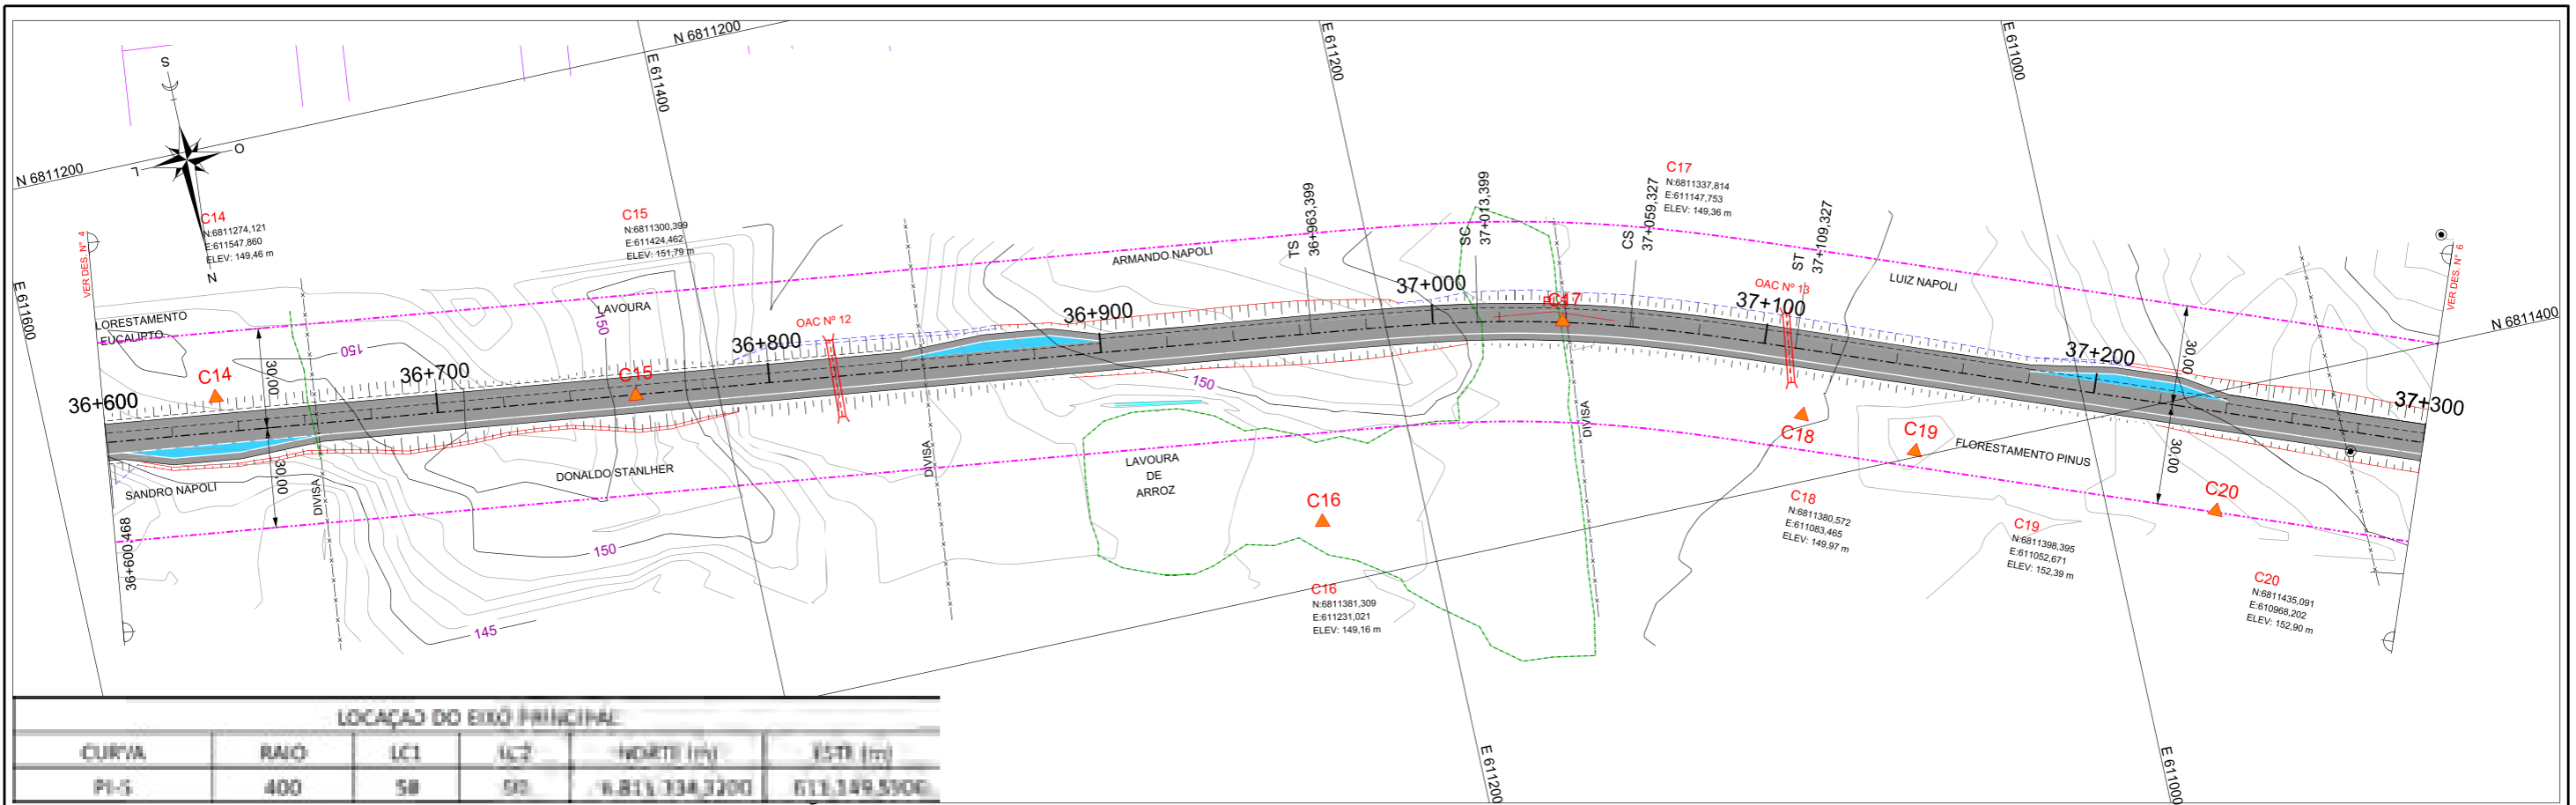 N 6811200
E 611400
E 611200
E 611000
S
O
L
N
N 6811200
VER DES. N° 4
E 611600
C14
N:6811274,121
E:611547,860
ELEV: 149,46 m
C15
N:6811300,399
E:611424,462
ELEV: 151,79 m
C17
N:6811337,814
E:611147,753
ELEV: 149,36 m
TS
36+963,399
SC
37+013,399
CS
37+059,327
ST
37+109,327
VER DES. N° 6
N 6811400
LORESTAMENTO
EUCALIPTO
150
LAVOURA
150
OAC Nº 12
ARMANDO NAPOLI
OAC Nº 13
LUIZ NAPOLI
C14
30,00
C15
C17
30,00
36+600
36+700
36+800
36+900
37+000
37+100
37+200
37+300
150
SANDRO NAPOLI
30,00
DIVISA
DONALDO STANLHER
DIVISA
LAVOURA
DE
ARROZ
DIVISA
C16
C18
C19
FLORESTAMENTO PINUS
30,00
C20
36+600,468
150
145
C16
N:6811381,309
E:611231,021
ELEV: 149,16 m
C18
N:6811380,572
E:611083,465
ELEV: 149,97 m
C19
N:6811398,395
E:611052,671
ELEV: 152,39 m
C20
N:6811435,091
E:610968,202
ELEV: 152,90 m
E 611200
E 611000
LOCAÇAO DO EIXO PRINCIPAL
CURVA RAIO LC1 LC2 NORTE (m) ESTE (m)
PI-5 400 50 50